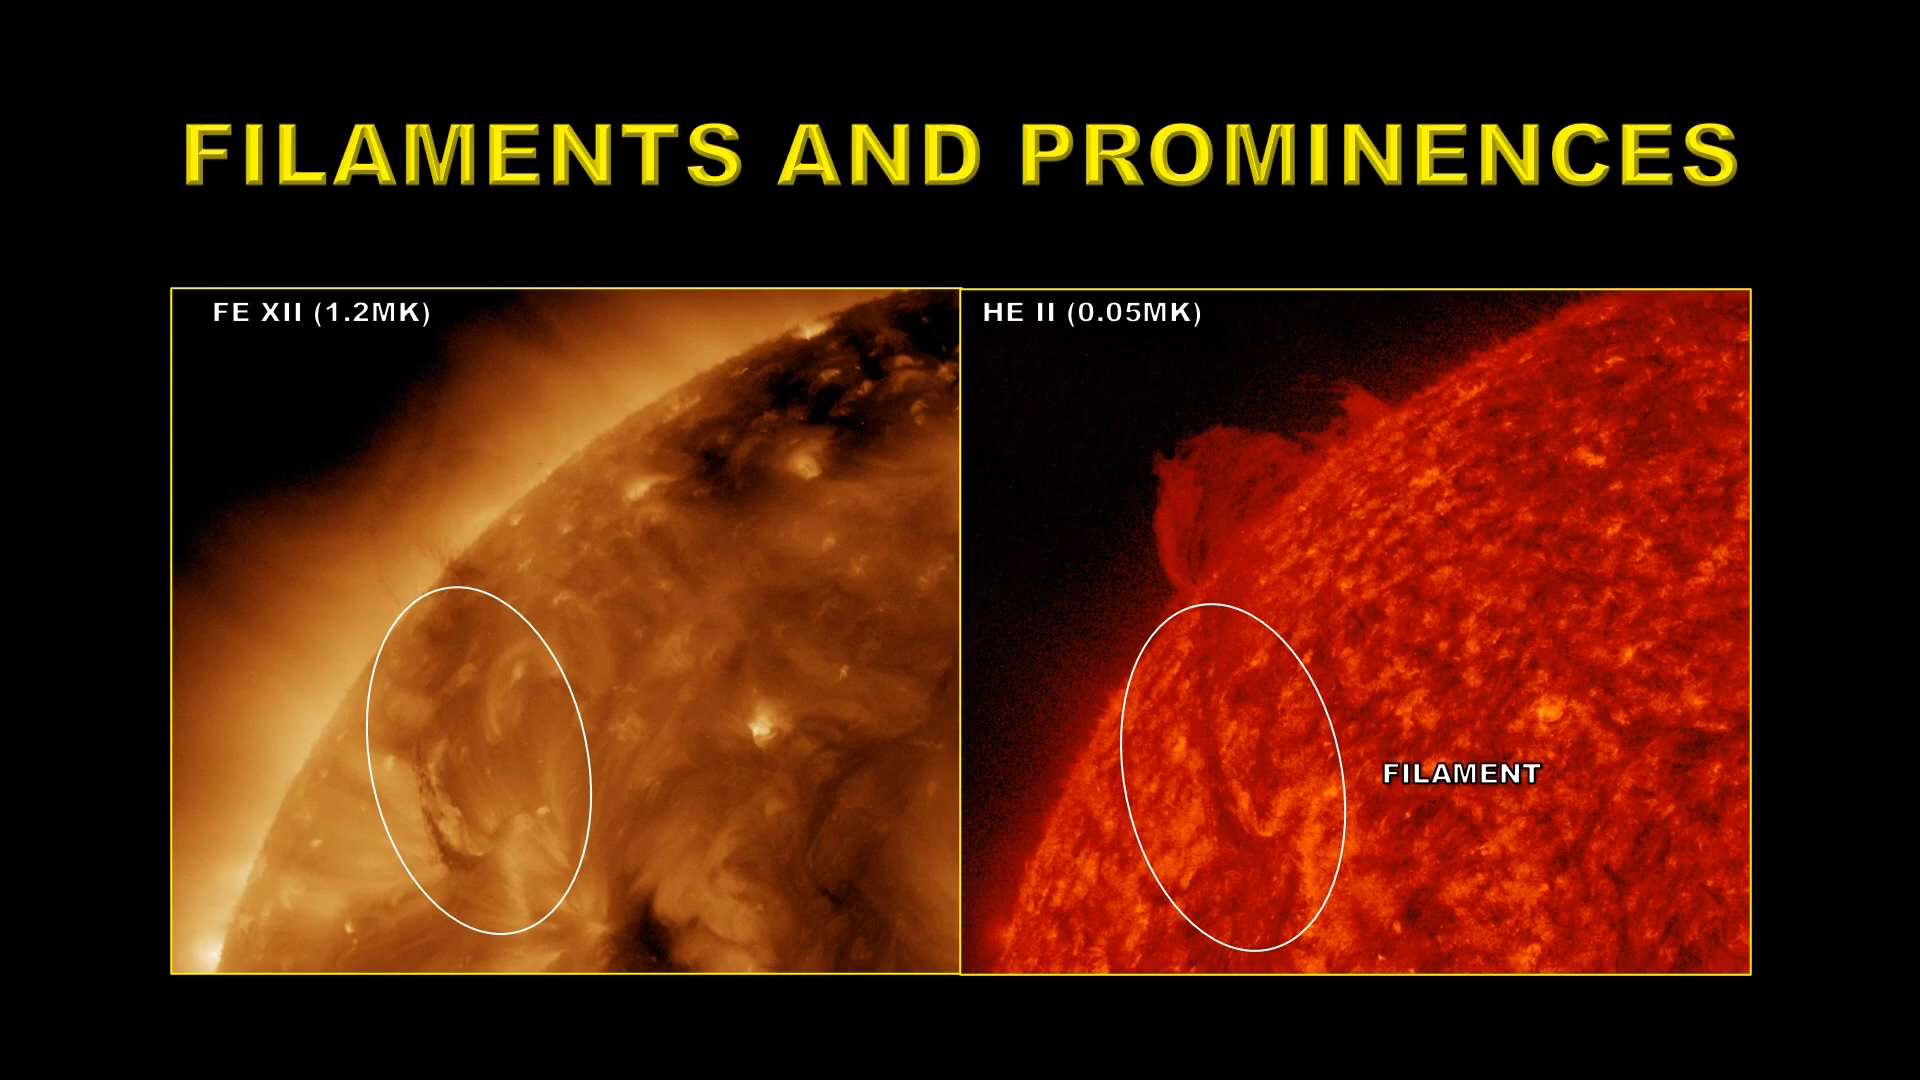 FILAMENTS AND PROMINENCES
FE XII (1.2MK)
HE II (0.05MK)
FILAMENT